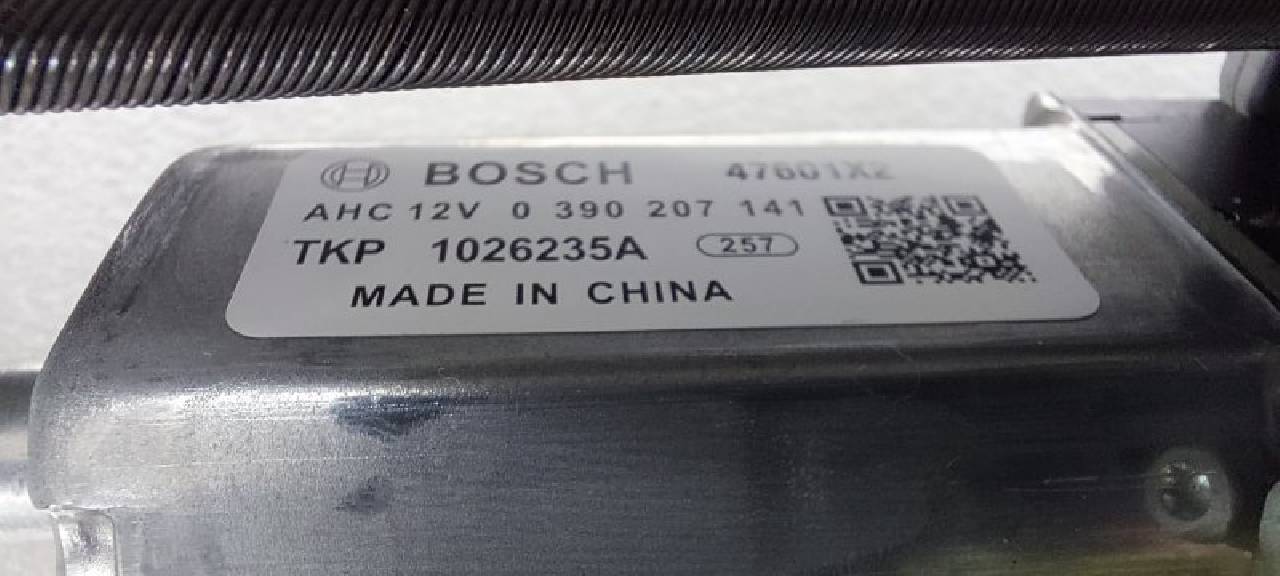 BOSCH 47601X2
AHC 12V 0 390 207 141
TKP 1026235A 257
MADE IN CHINA